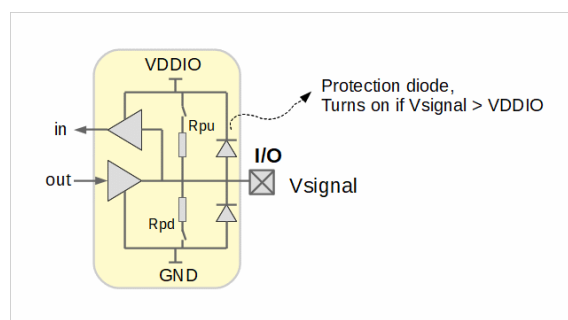 VDDIO
Protection diode,
Turns on if Vsignal > VDDIO
in
Rpu
I/O
out
Vsignal
Rpd
GND